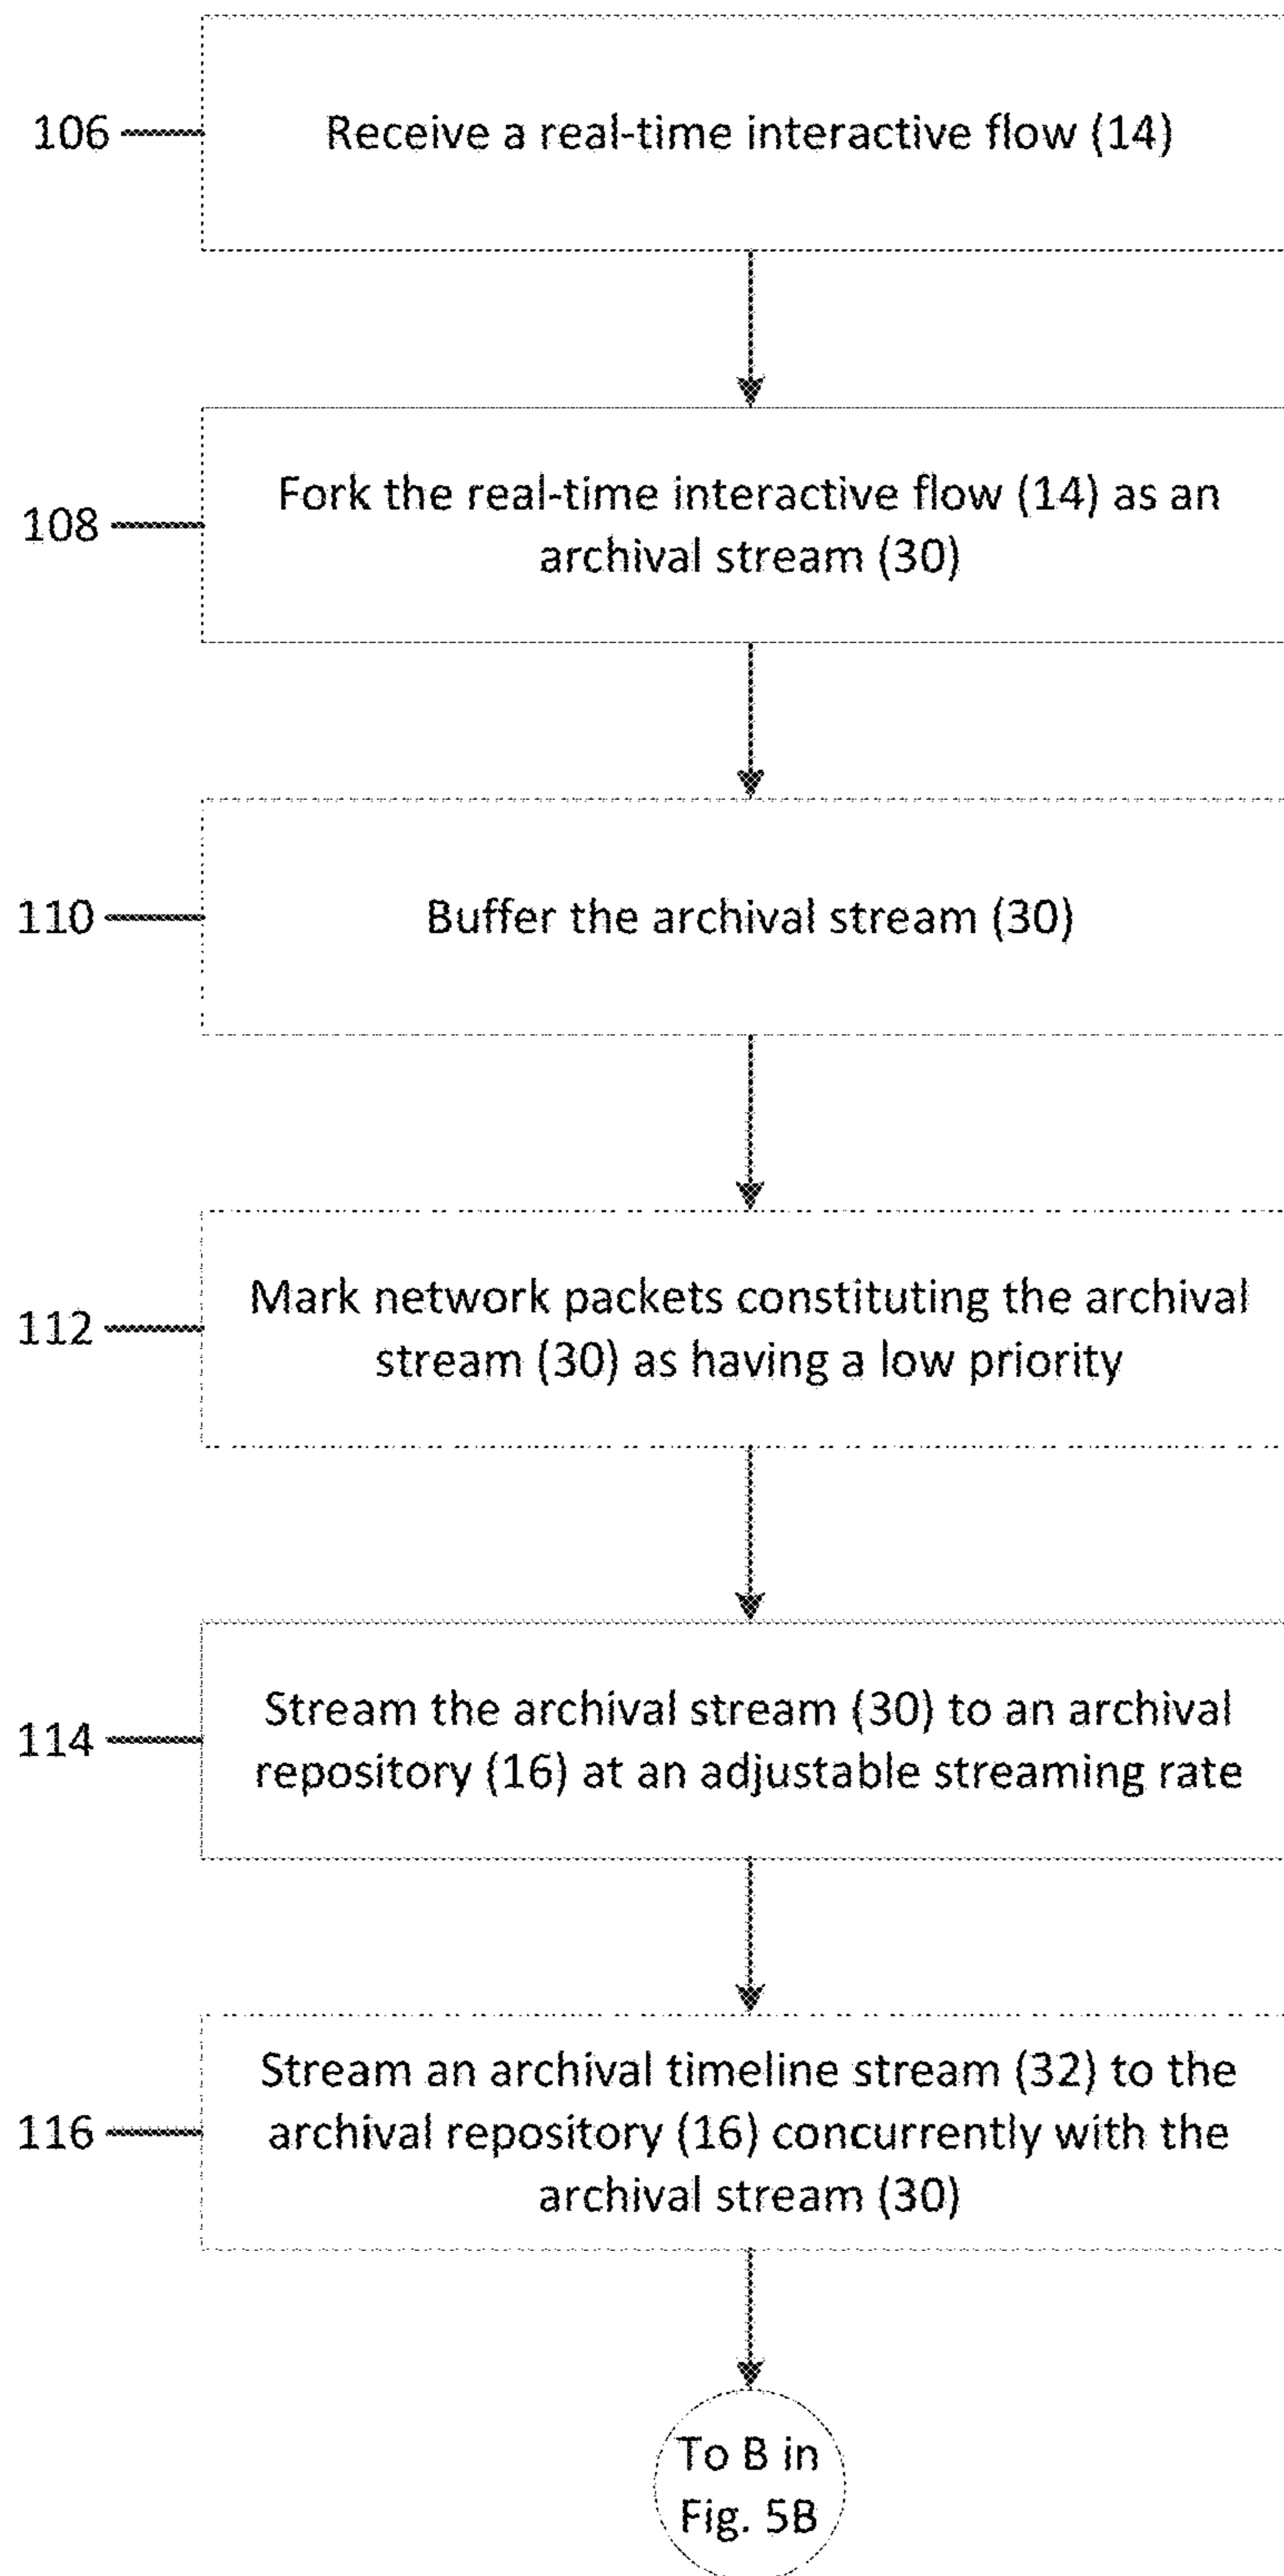 106
Receive a real-time interactive flow (14)
108
Fork the real-time interactive flow (14) as an
archival stream (30)
110
Buffer the archival stream (30)
112
Mark network packets constituting the archival
stream (30) as having a low priority
114
Stream the archival stream (30) to an archival
repository (16) at an adjustable streaming rate
116
Stream an archival timeline stream (32) to the
archival repository (16) concurrently with the
archival stream (30)
To B in
Fig. 5B